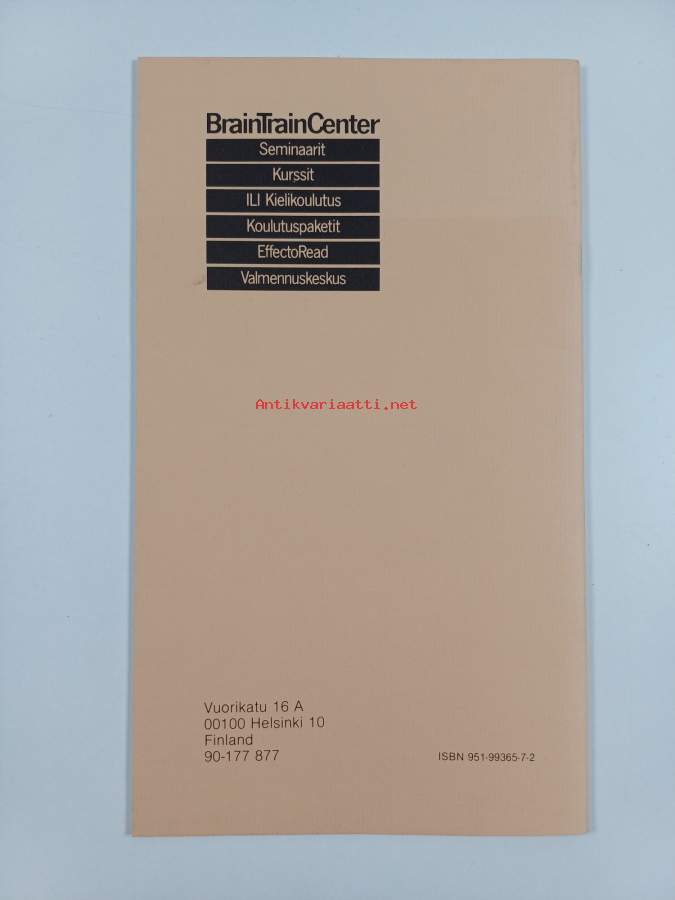 BrainTrainCenter
Seminaarit
Kurssit
ILI Kielikoulutus
Koulutuspaketit
EffectoRead
Valmennuskeskus
Antikvariaatti.net
Vuorikatu 16 A
00100 Helsinki 10
Finland
90-177 877
ISBN 951-99365-7-2